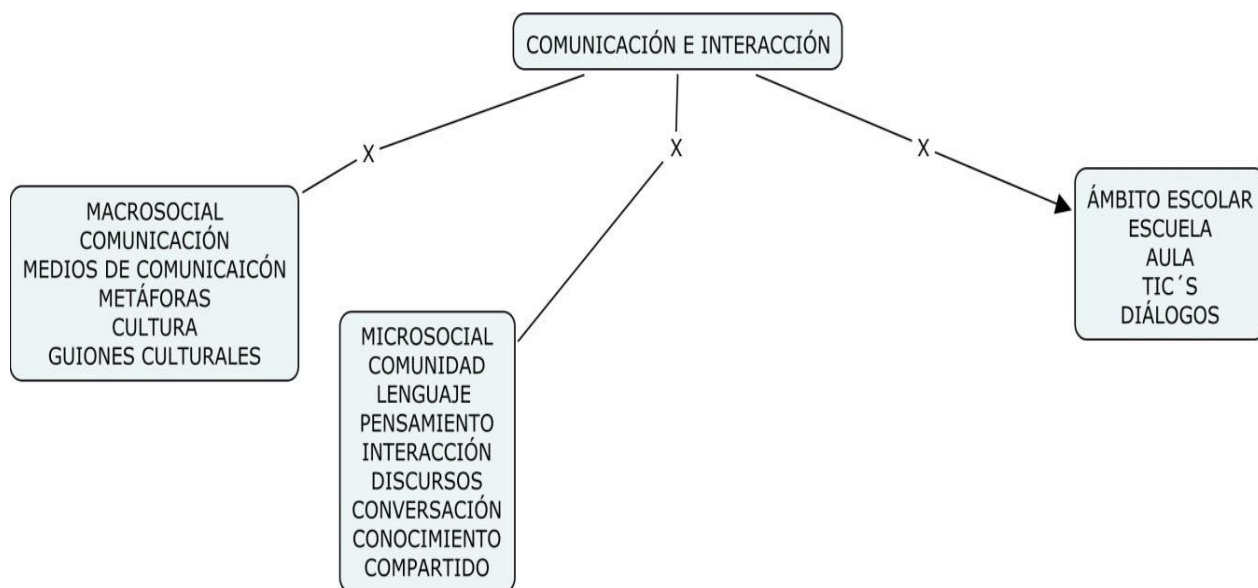 COMUNICACIÓN E INTERACCIÓN
X
X
X
MACROSOCIAL
COMUNICACIÓN
MEDIOS DE COMUNICAICÓN
METÁFORAS
CULTURA
GUIONES CULTURALES
MICROSOCIAL
COMUNIDAD
LENGUAJE
PENSAMIENTO
INTERACCIÓN
DISCURSOS
CONVERSACIÓN
CONOCIMIENTO
COMPARTIDO
ÁMBITO ESCOLAR
ESCUELA
AULA
TIC´S
DIÁLOGOS